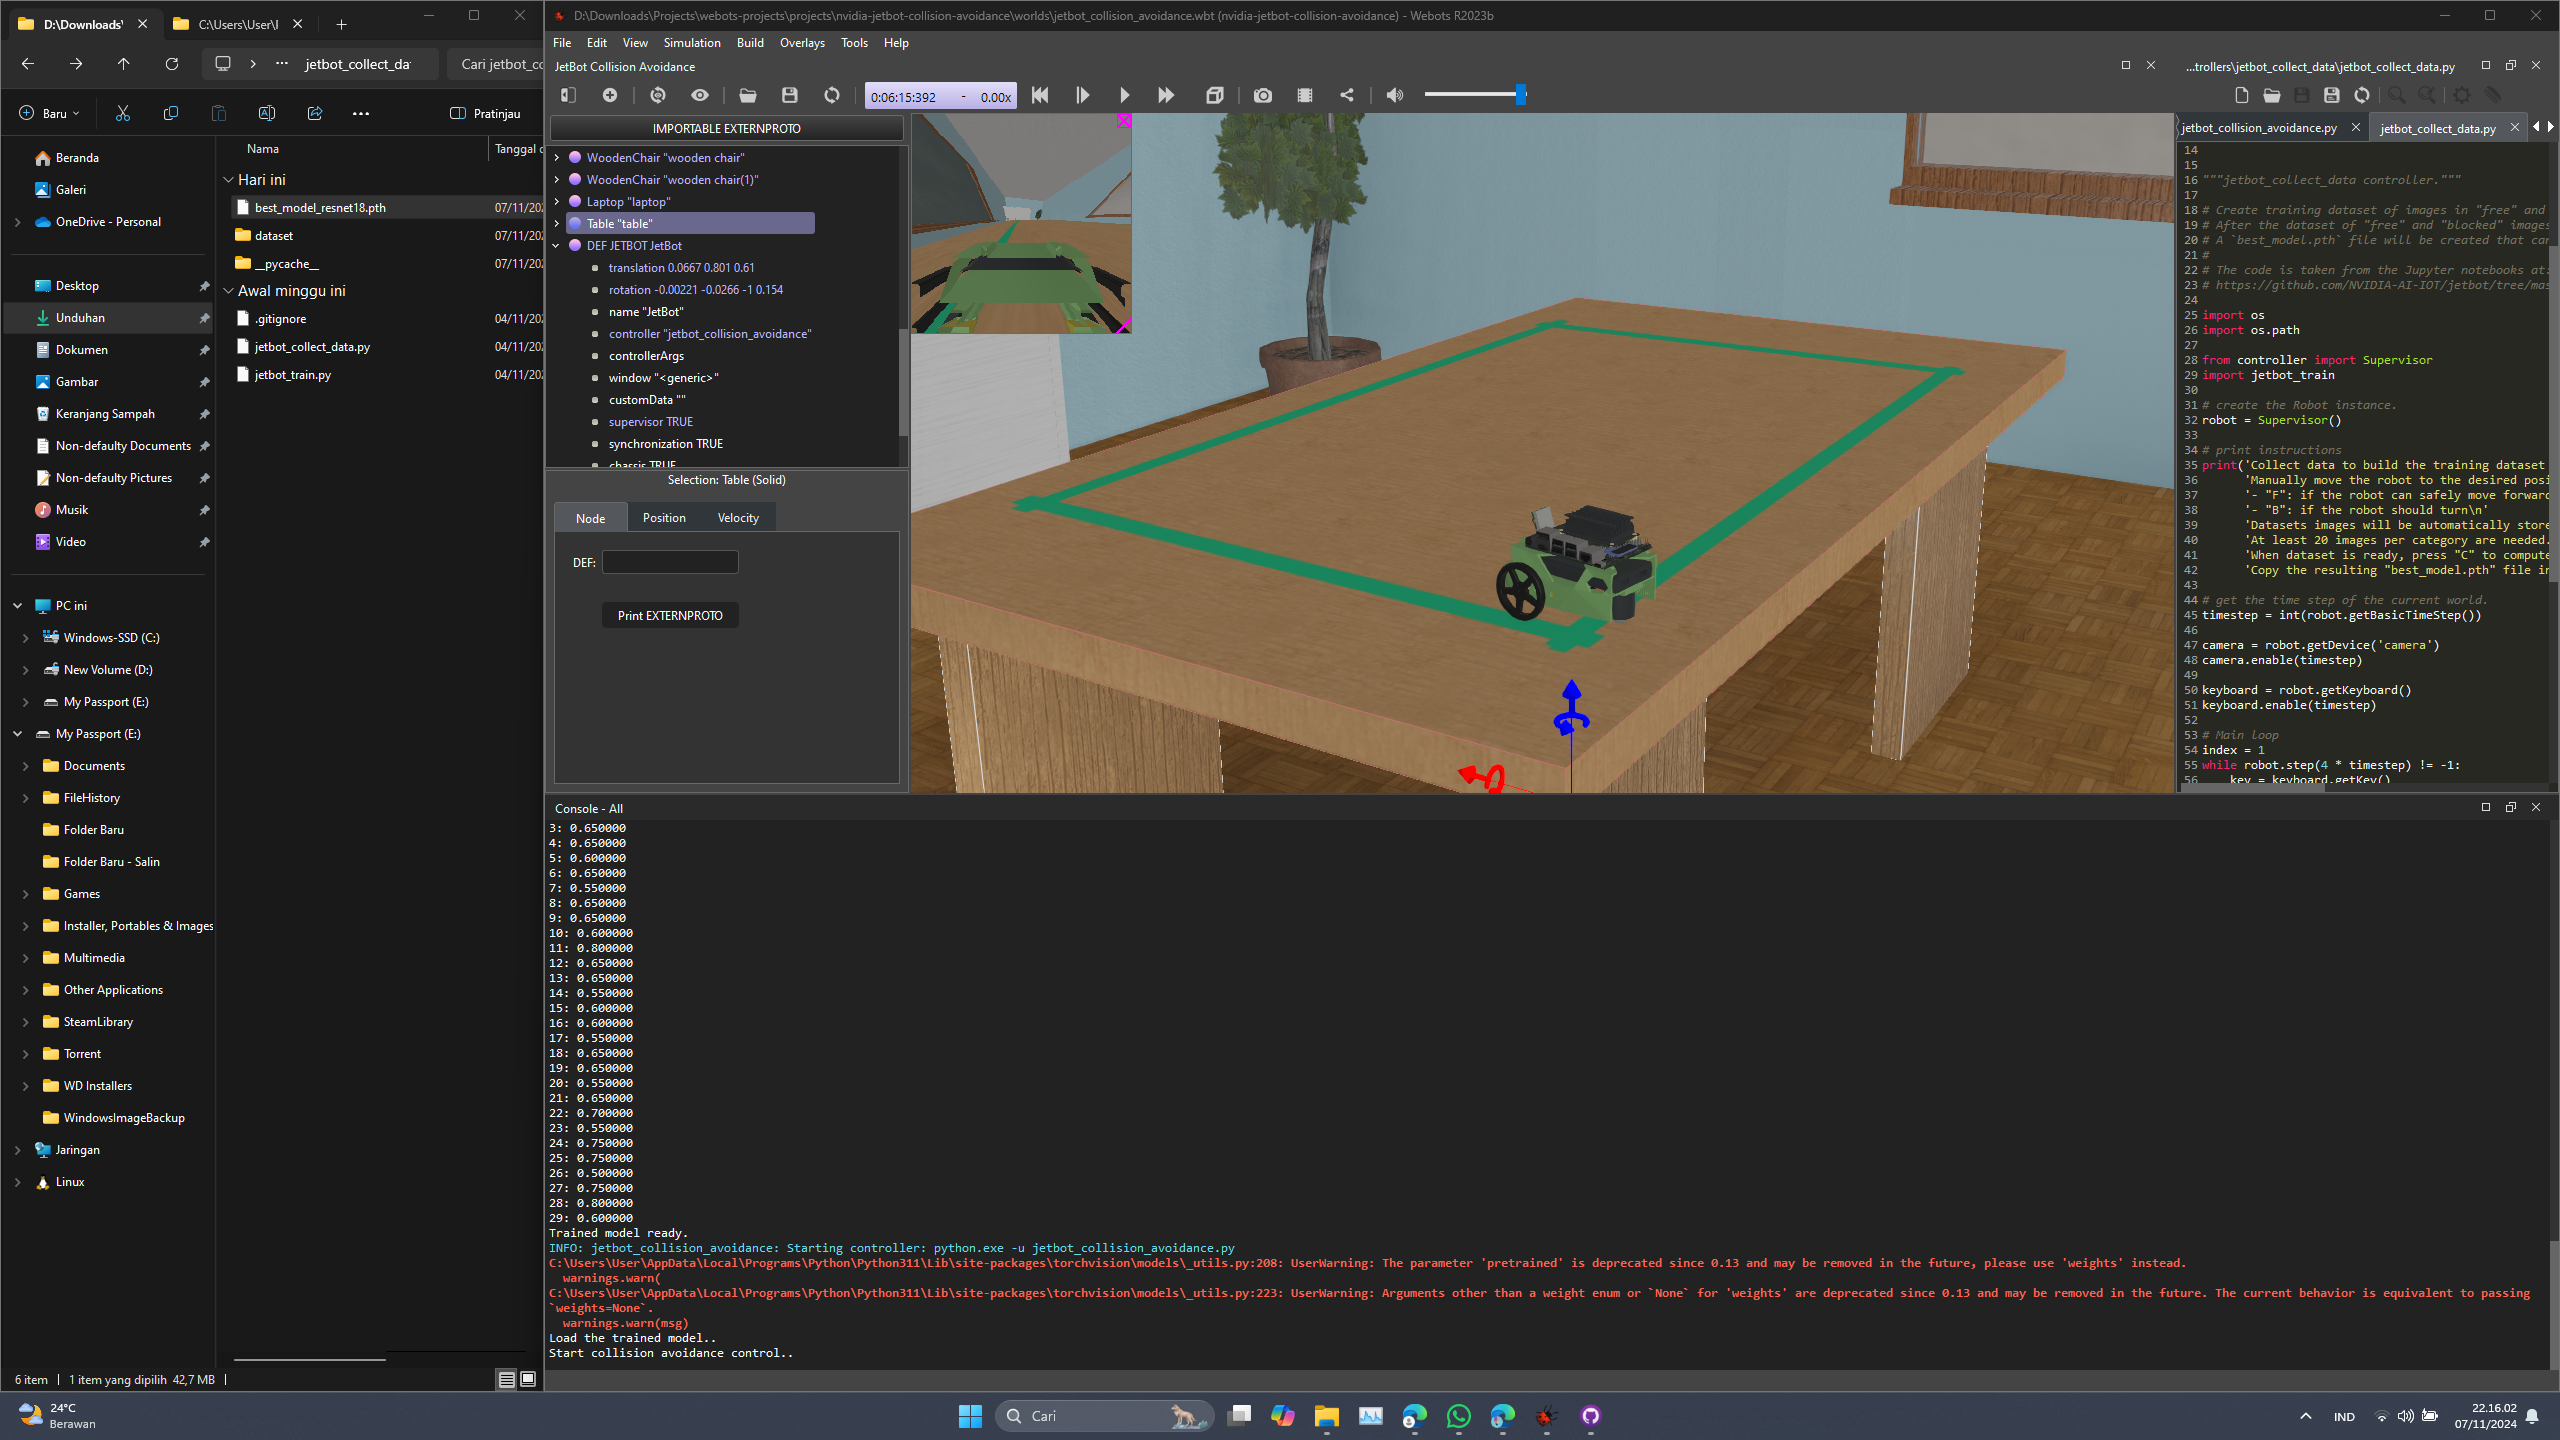 D:\Downloads'
C:\Users\User\I
jetbot_collect_da
Cari jetbot_cc
Baru
Pratinjau
Beranda
Galeri
OneDrive - Personal
Desktop
Unduhan
Dokumen
Gambar
Keranjang Sampah
Non-defaulty Documents
Non-defaulty Pictures
Musik
Video
PC ini
Windows-SSD (C:)
New Volume (D:)
My Passport (E:)
My Passport (E:)
Documents
FileHistory
Folder Baru
Folder Baru - Salin
Games
Installer, Portables & Images
Multimedia
Other Applications
SteamLibrary
Torrent
WD Installers
WindowsImageBackup
Jaringan
Linux
Nama
Tanggal d
Hari ini
best_model_resnet18.pth 07/11/202
dataset 07/11/202
__pycache__ 07/11/202
Awal minggu ini
.gitignore 04/11/202
jetbot_collect_data.py 04/11/202
jetbot_train.py 04/11/202
6 item 1 item yang dipilih 42,7 MB
D:\Downloads\Projects\webots-projects\projects\nvidia-jetbot-collision-avoidance\worlds\jetbot_collision_avoidance.wbt (nvidia-jetbot-collision-avoidance) - Webots R2023b
File Edit View Simulation Build Overlays Tools Help
JetBot Collision Avoidance
0:06:15:392 - 0.00x
IMPORTABLE EXTERNPROTO
WoodenChair "wooden chair"
WoodenChair "wooden chair(1)"
Laptop "laptop"
Table "table"
DEF JETBOT JetBot
translation 0.0667 0.801 0.61
rotation -0.00221 -0.0266 -1 0.154
name "JetBot"
controller "jetbot_collision_avoidance"
controllerArgs
window "<generic>"
customData ""
supervisor TRUE
synchronization TRUE
chassis TRUE
Selection: Table (Solid)
Node Position Velocity
DEF:
Print EXTERNPROTO
...trollers\jetbot_collect_data\jetbot_collect_data.py
jetbot_collision_avoidance.py
jetbot_collect_data.py
14
15
16 """jetbot_collect_data controller."""
17
18 # Create training dataset of images in "free" and
19 # After the dataset of "free" and "blocked" images
20 # A `best_model.pth` file will be created that can
21 #
22 # The code is taken from the Jupyter notebooks at:
23 # https://github.com/NVIDIA-AI-IOT/jetbot/tree/mas
24
25 import os
26 import os.path
27
28 from controller import Supervisor
29 import jetbot_train
30
31 # create the Robot instance.
32 robot = Supervisor()
33
34 # print instructions
35 print('Collect data to build the training dataset
36 'Manually move the robot to the desired posi
37 '- "F": if the robot can safely move forward
38 '- "B": if the robot should turn\n'
39 'Datasets images will be automatically store
40 'At least 20 images per category are needed.
41 'When dataset is ready, press "C" to compute
42 'Copy the resulting "best_model.pth" file in
43
44 # get the time step of the current world.
45 timestep = int(robot.getBasicTimeStep())
46
47 camera = robot.getDevice('camera')
48 camera.enable(timestep)
49
50 keyboard = robot.getKeyboard()
51 keyboard.enable(timestep)
52
53 # Main loop
54 index = 1
55 while robot.step(4 * timestep) != -1:
56 key = keyboard.getKey()
Console - All
3: 0.650000
4: 0.650000
5: 0.600000
6: 0.650000
7: 0.550000
8: 0.650000
9: 0.650000
10: 0.600000
11: 0.800000
12: 0.650000
13: 0.650000
14: 0.550000
15: 0.600000
16: 0.600000
17: 0.550000
18: 0.650000
19: 0.650000
20: 0.550000
21: 0.650000
22: 0.700000
23: 0.550000
24: 0.750000
25: 0.750000
26: 0.500000
27: 0.750000
28: 0.800000
29: 0.600000
Trained model ready.
INFO: jetbot_collision_avoidance: Starting controller: python.exe -u jetbot_collision_avoidance.py
C:\Users\User\AppData\Local\Programs\Python\Python311\Lib\site-packages\torchvision\models\_utils.py:208: UserWarning: The parameter 'pretrained' is deprecated since 0.13 and may be removed in the future, please use 'weights' instead.
warnings.warn(
C:\Users\User\AppData\Local\Programs\Python\Python311\Lib\site-packages\torchvision\models\_utils.py:223: UserWarning: Arguments other than a weight enum or `None` for 'weights' are deprecated since 0.13 and may be removed in the future. The current behavior is equivalent to passing
`weights=None`.
warnings.warn(msg)
Load the trained model..
Start collision avoidance control..
24°C
Berawan
Cari
IND
22.16.02
07/11/2024